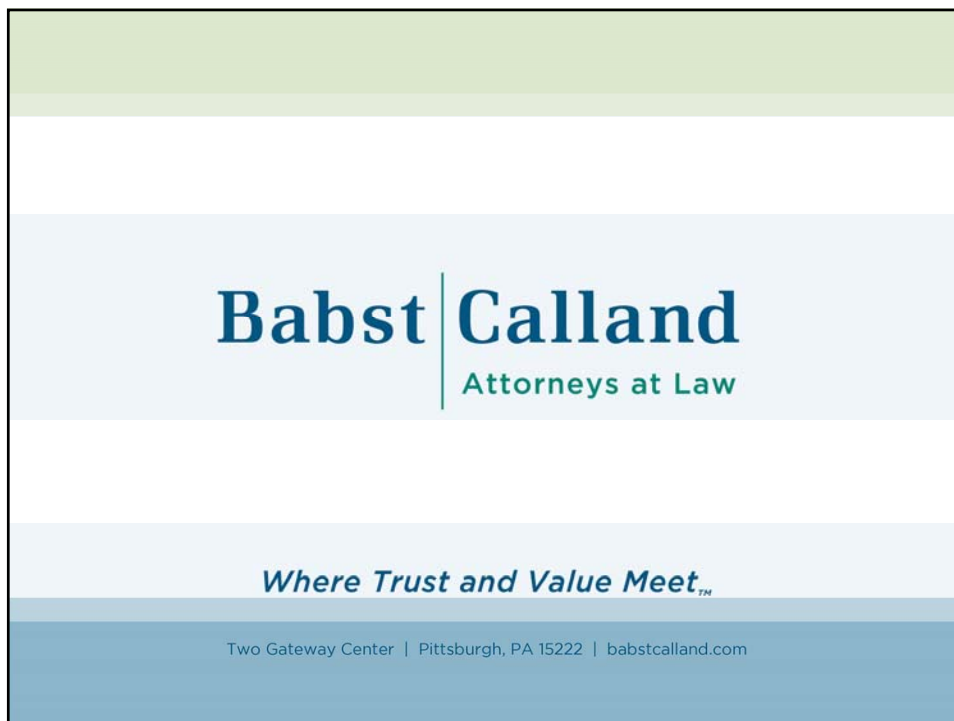 Babst Calland
Attorneys at Law
Where Trust and Value Meet™
Two Gateway Center | Pittsburgh, PA 15222 | babstcalland.com